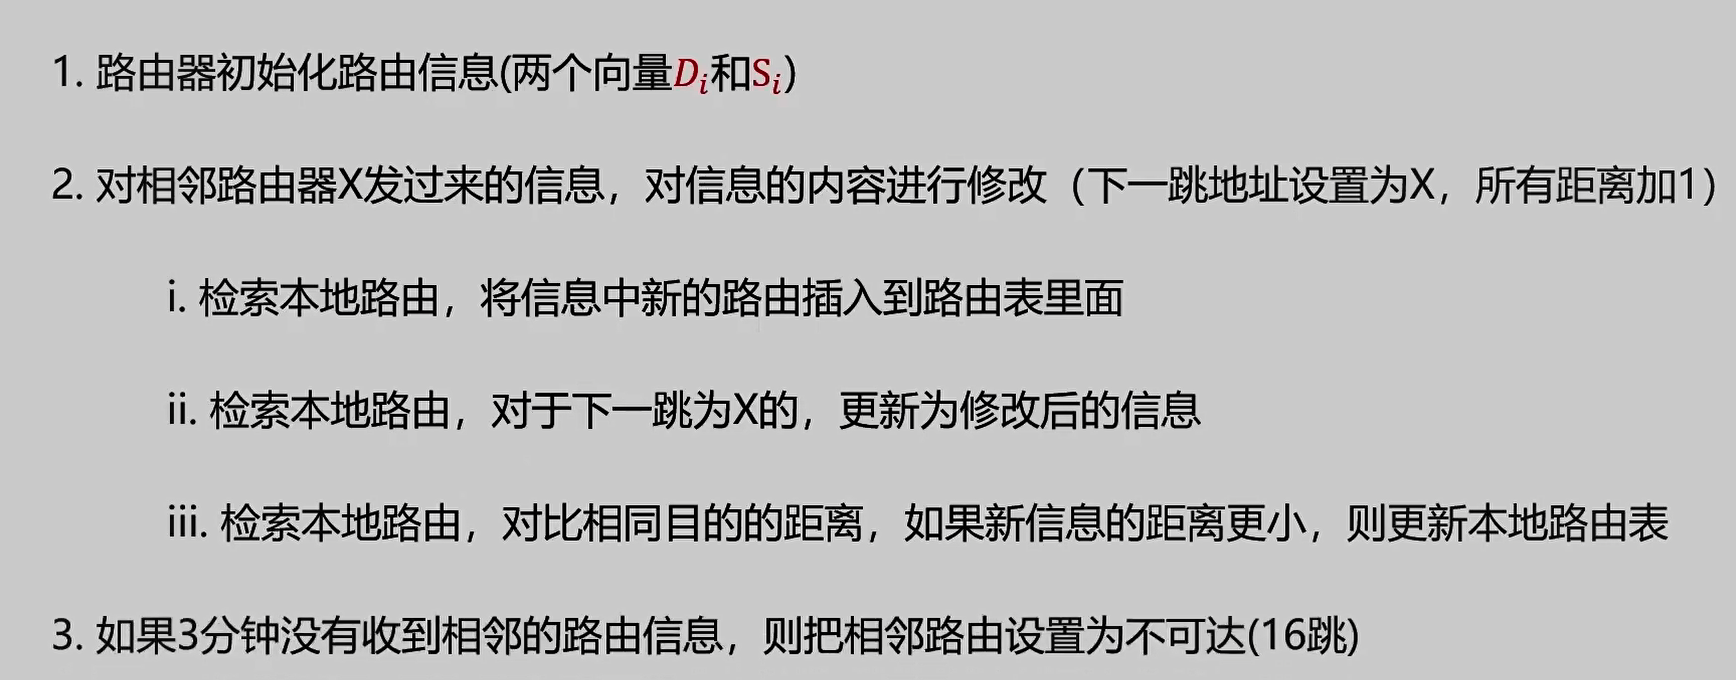 1. 路由器初始化路由信息(两个向量Di和Si)
2. 对相邻路由器X发过来的信息，对信息的内容进行修改（下一跳地址设置为X，所有距离加1）
i. 检索本地路由，将信息中新的路由插入到路由表里面
ii. 检索本地路由，对于下一跳为X的，更新为修改后的信息
iii. 检索本地路由，对比相同目的的距离，如果新信息的距离更小，则更新本地路由表
3. 如果3分钟没有收到相邻的路由信息，则把相邻路由设置为不可达(16跳)